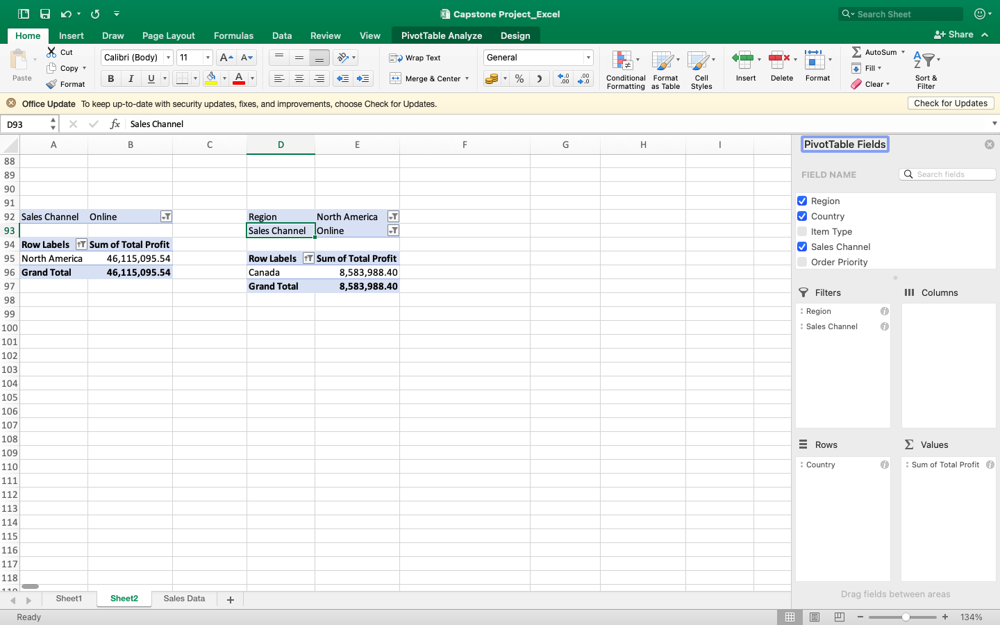 Capstone Project_Excel
Search Sheet
Home Insert Draw Page Layout Formulas Data Review View PivotTable Analyze Design
Share
Paste
Cut
Copy
Format
Calibri (Body) 11 A A
B I U A
Wrap Text
Merge & Center
General
% .00 .00
Conditional Formatting
Format as Table
Cell Styles
Insert Delete Format
AutoSum
Fill
Clear
Sort & Filter
Office Update To keep up-to-date with security updates, fixes, and improvements, choose Check for Updates.
Check for Updates
D93 fx Sales Channel
A B C D E F G H I
88
89
90
91
92 Sales Channel Online Region North America
93 Sales Channel Online
94 Row Labels Sum of Total Profit
95 North America 46,115,095.54 Row Labels Sum of Total Profit
96 Grand Total 46,115,095.54 Canada 8,583,988.40
97 Grand Total 8,583,988.40
98
99
100
101
102
103
104
105
106
107
108
109
110
111
112
113
114
115
116
117
118
PivotTable Fields
FIELD NAME
Search fields
Region
Country
Item Type
Sales Channel
Order Priority
Filters
Region
Sales Channel
Columns
Rows
Country
Values
Sum of Total Profit
Drag fields between areas
Sheet1 Sheet2 Sales Data +
Ready
134%